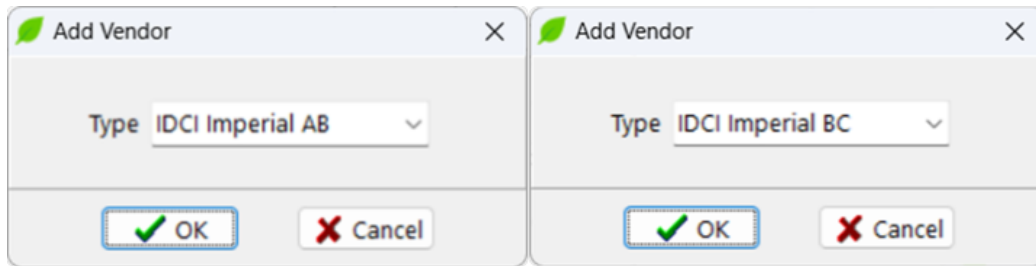 Add Vendor
Type IDCI Imperial AB
OK Cancel
Add Vendor
Type IDCI Imperial BC
OK Cancel